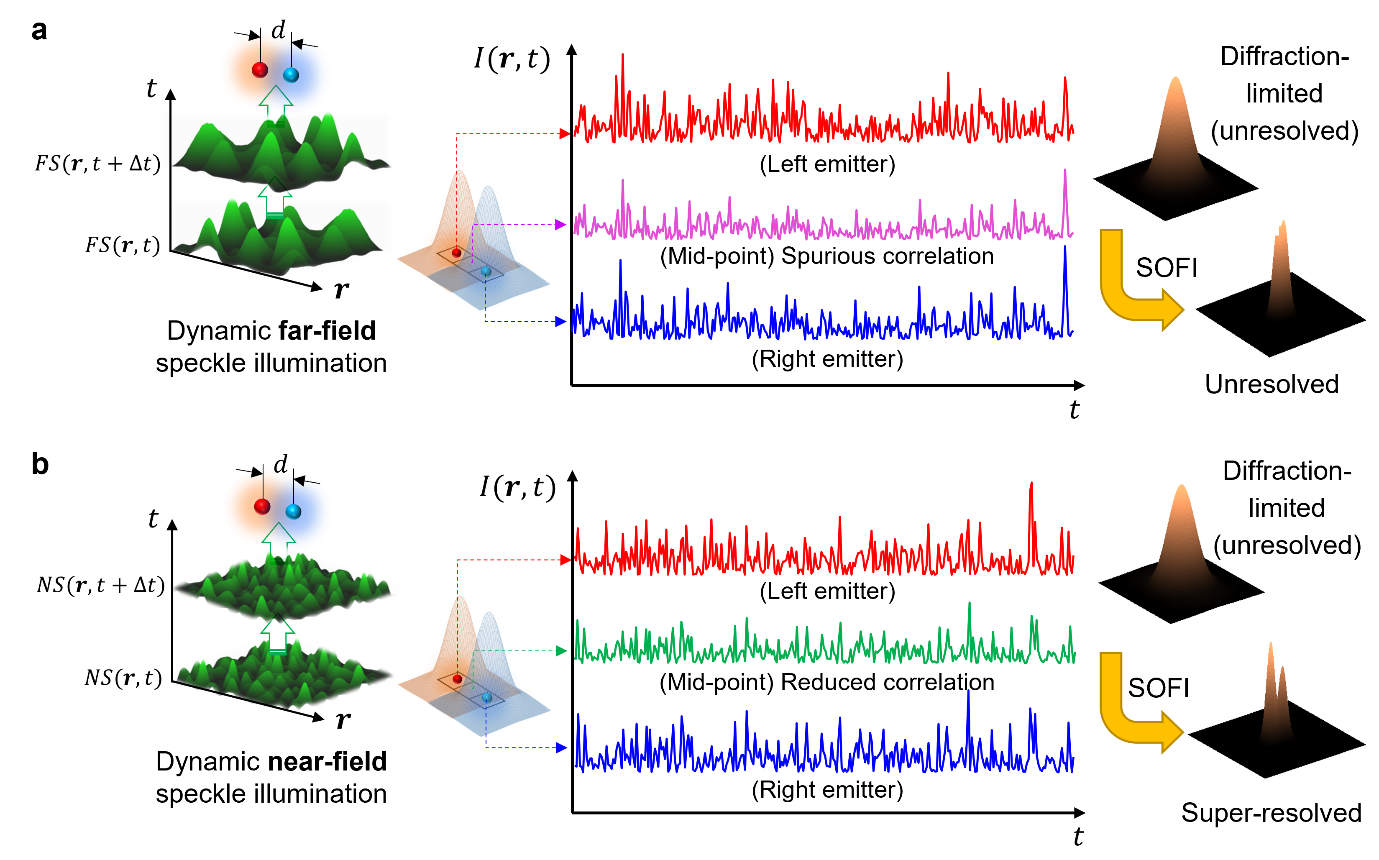 a
d
t
FS(r, t + Δt)
FS(r, t)
r
Dynamic far-field
speckle illumination
I(r, t)
(Left emitter)
(Mid-point) Spurious correlation
(Right emitter)
t
Diffraction-
limited
(unresolved)
SOFI
Unresolved
b
d
t
NS(r, t + Δt)
NS(r, t)
r
Dynamic near-field
speckle illumination
I(r, t)
(Left emitter)
(Mid-point) Reduced correlation
(Right emitter)
t
Diffraction-
limited
(unresolved)
SOFI
Super-resolved